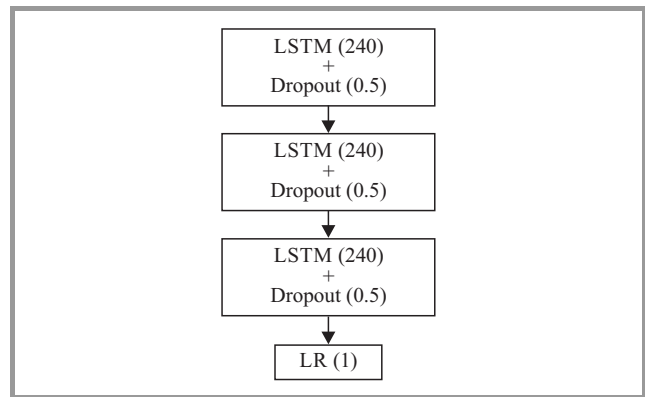 LSTM (240)
+
Dropout (0.5)
LSTM (240)
+
Dropout (0.5)
LSTM (240)
+
Dropout (0.5)
LR (1)